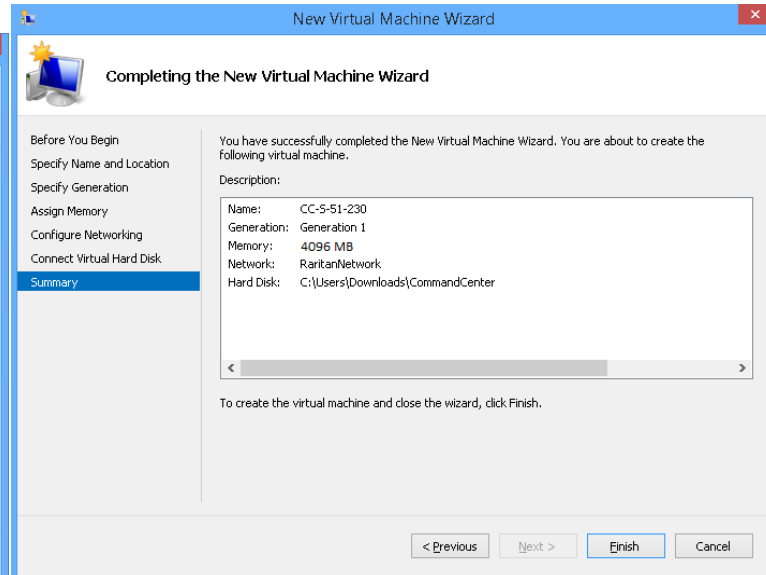 New Virtual Machine Wizard
Completing the New Virtual Machine Wizard
Before You Begin
Specify Name and Location
Specify Generation
Assign Memory
Configure Networking
Connect Virtual Hard Disk
Summary
You have successfully completed the New Virtual Machine Wizard. You are about to create the
following virtual machine.
Description:
Name: CC-S-51-230
Generation: Generation 1
Memory: 4096 MB
Network: RaritanNetwork
Hard Disk: C:\Users\Downloads\CommandCenter
To create the virtual machine and close the wizard, click Finish.
< Previous Next > Finish Cancel